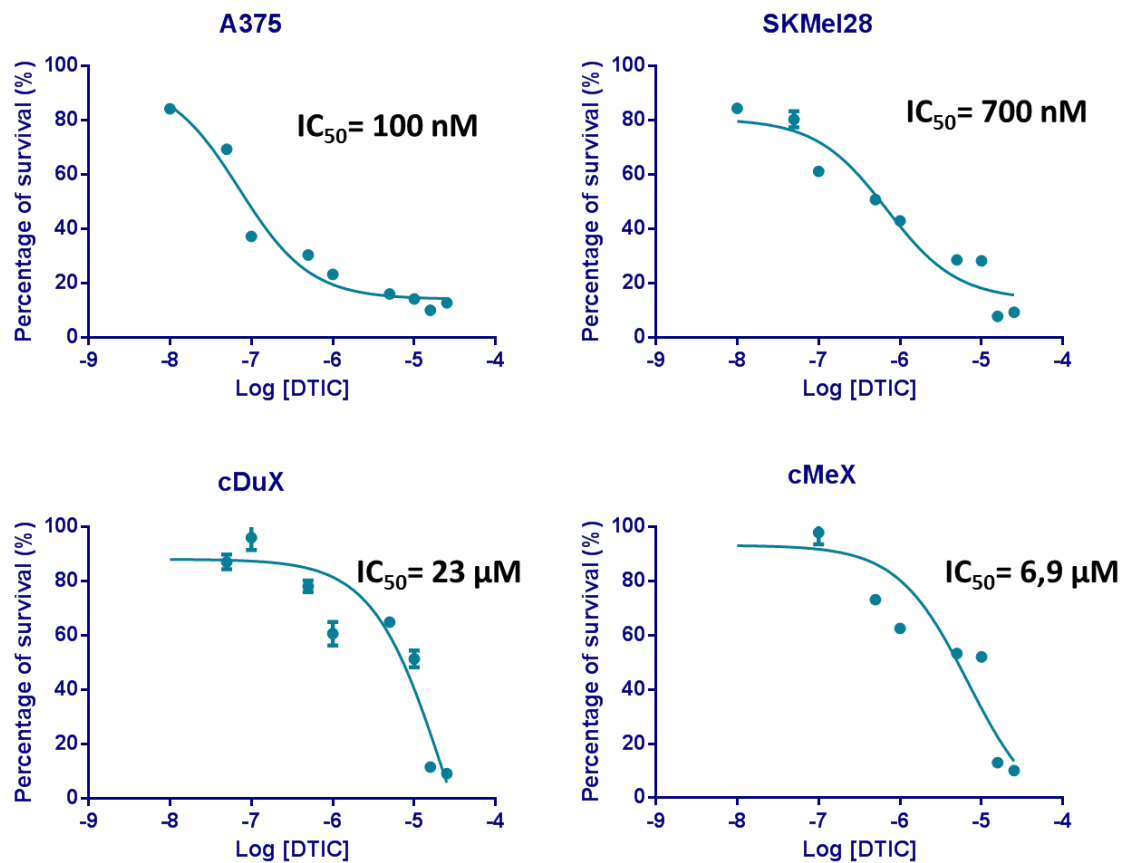 A375
Percentage of survival (%)
100
80
60
40
20
0
IC50= 100 nM
-9 -8 -7 -6 -5 -4
Log [DTIC]
SKMel28
Percentage of survival (%)
100
80
60
40
20
0
IC50= 700 nM
-9 -8 -7 -6 -5 -4
Log [DTIC]
cDuX
Percentage of survival (%)
100
80
60
40
20
0
IC50= 23 µM
-9 -8 -7 -6 -5 -4
Log [DTIC]
cMeX
Percentage of survival (%)
100
80
60
40
20
0
IC50= 6,9 µM
-9 -8 -7 -6 -5 -4
Log [DTIC]